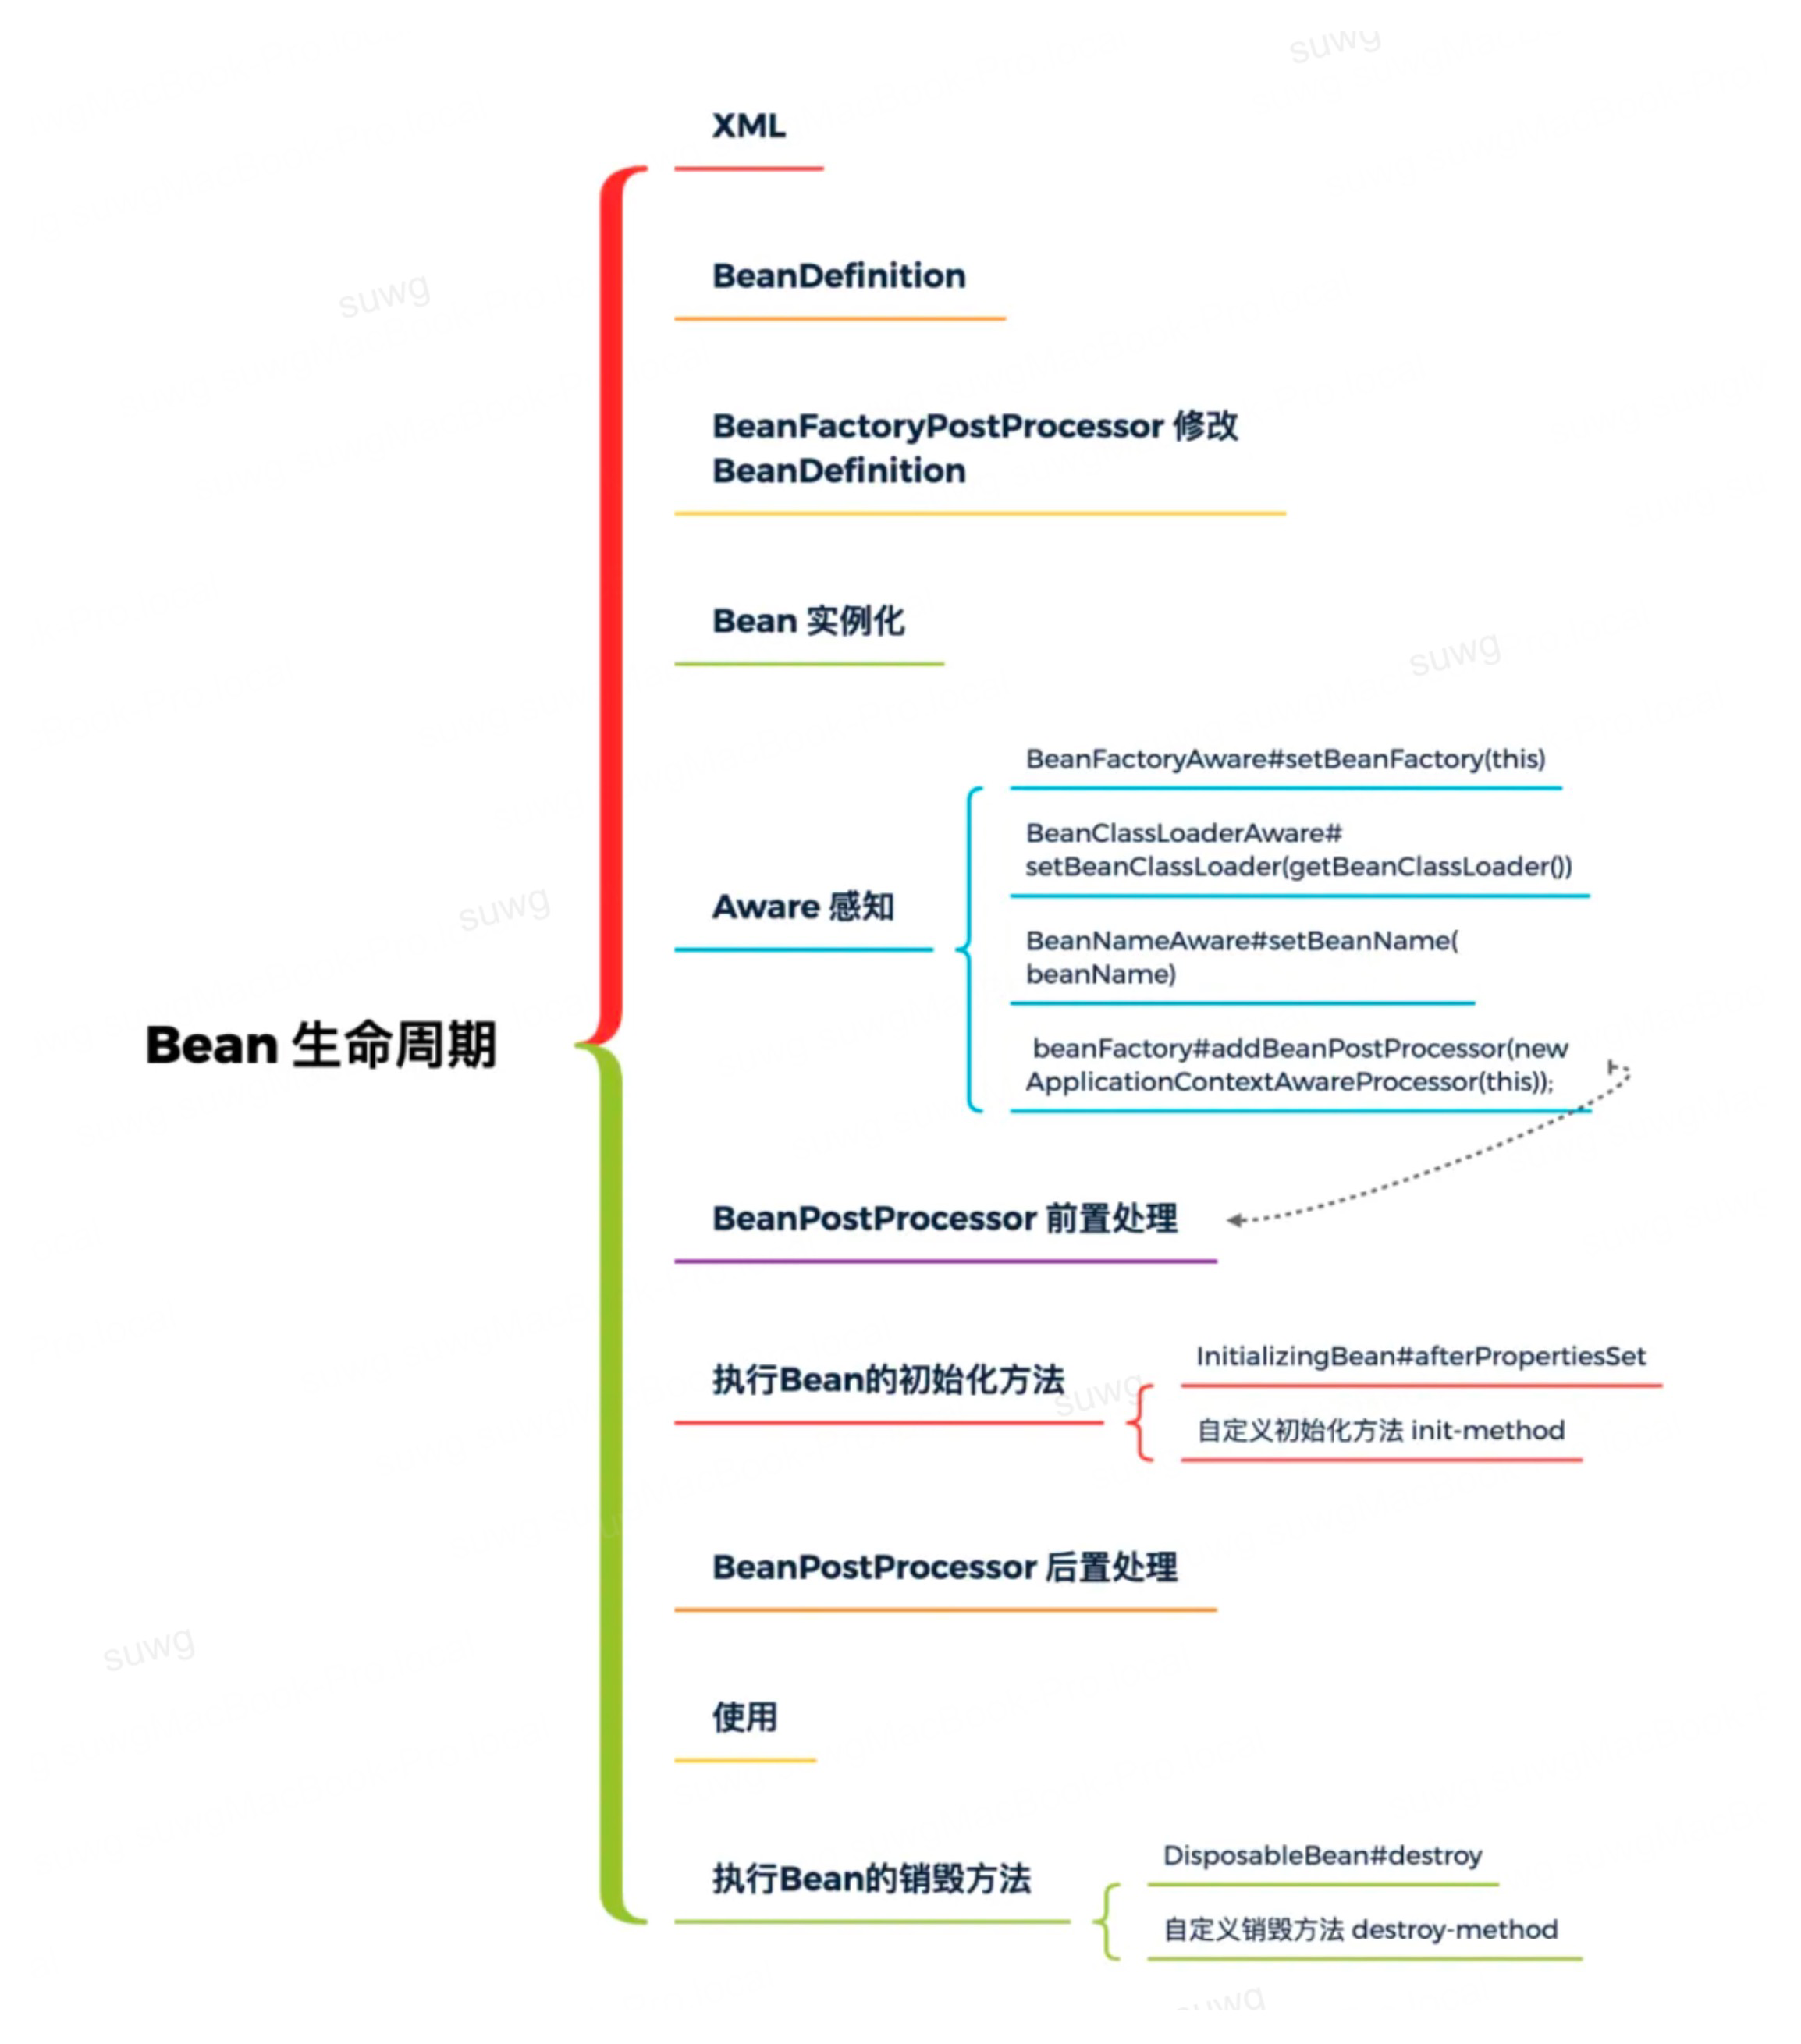 suwg
XML
BeanDefinition
suwg
BeanFactoryPostProcessor 修改
BeanDefinition
Bean 实例化
suwg
BeanFactoryAware#setBeanFactory(this)
BeanClassLoaderAware#
setBeanClassLoader(getBeanClassLoader())
Aware 感知
suwg
BeanNameAware#setBeanName(
beanName)
Bean 生命周期
beanFactory#addBeanPostProcessor(new
ApplicationContextAwareProcessor(this));
BeanPostProcessor 前置处理
InitializingBean#afterPropertiesSet
执行Bean的初始化方法
suwg
自定义初始化方法 init-method
BeanPostProcessor 后置处理
suwg
使用
DisposableBean#destroy
执行Bean的销毁方法
自定义销毁方法 destroy-method